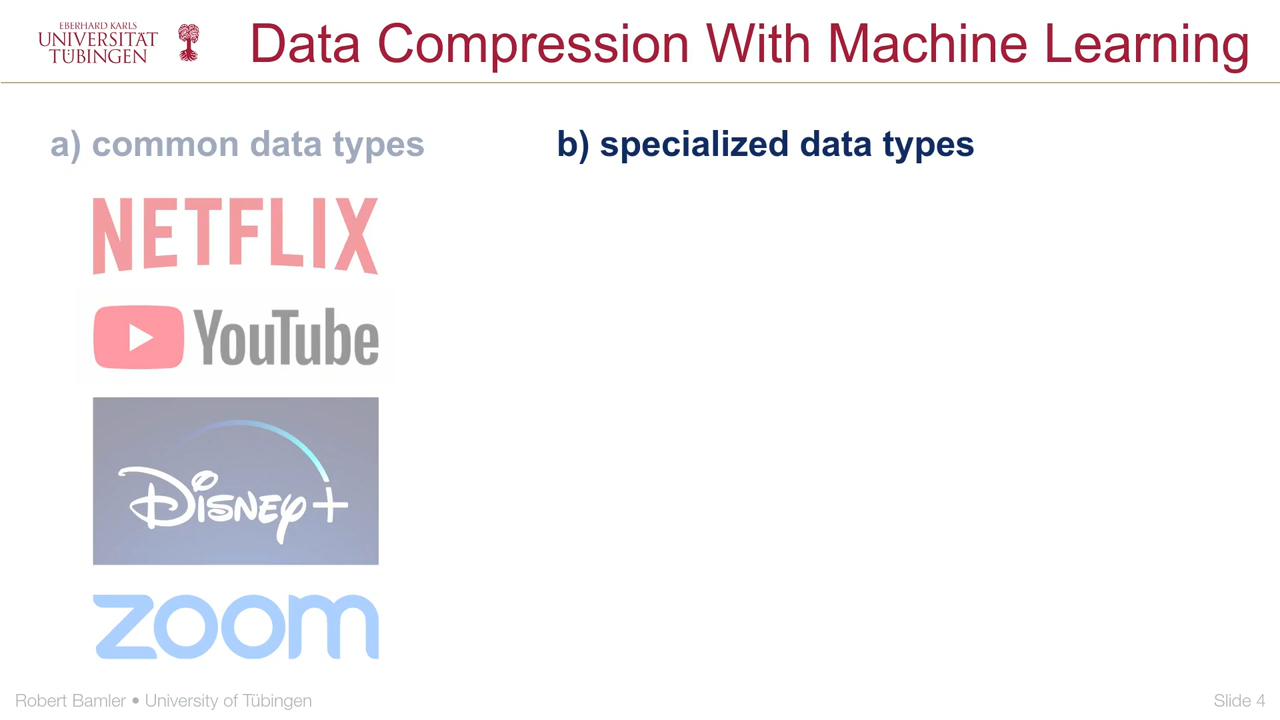 EBERHARD KARLS
UNIVERSITÄT
TÜBINGEN
Data Compression With Machine Learning
a) common data types
NETFLIX
YouTube
Disney+
zoom
b) specialized data types
Robert Bamler • University of Tübingen
Slide 4